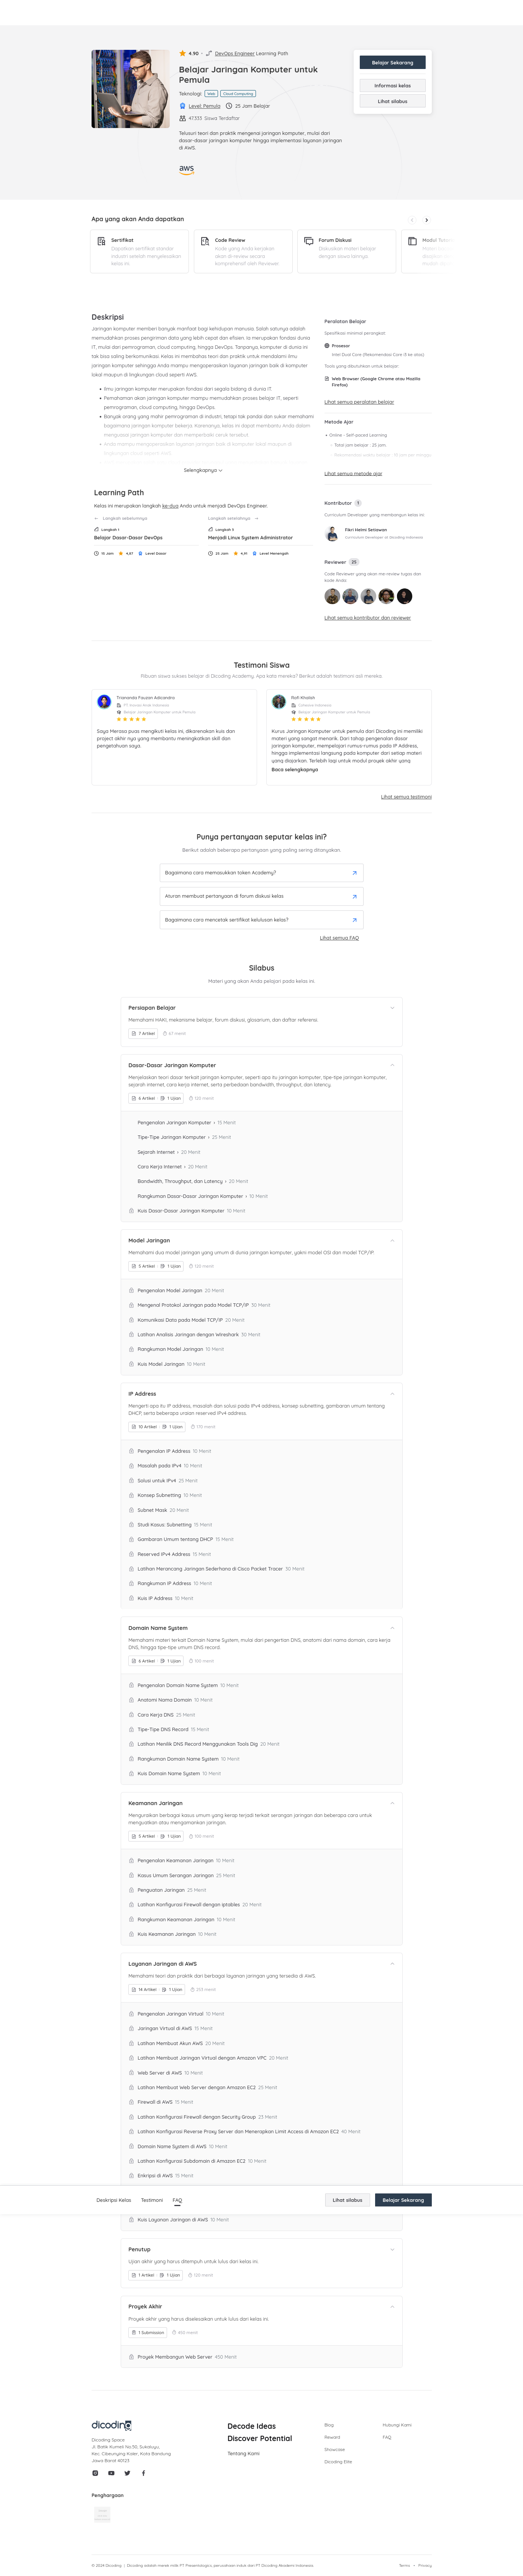 4.90 • DevOps Engineer Learning Path
Belajar Jaringan Komputer untuk
Pemula
Teknologi: Web Cloud Computing
Level: Pemula 25 Jam Belajar
47.333 Siswa Terdaftar
Telusuri teori dan praktik mengenai jaringan komputer, mulai dari
dasar-dasar jaringan komputer hingga implementasi layanan jaringan
di AWS.
aws
Belajar Sekarang
Informasi kelas
Lihat silabus
Apa yang akan Anda dapatkan
Sertifikat
Dapatkan sertifikat standar
industri setelah menyelesaikan
kelas ini
Code Review
Kode yang Anda kerjakan
akan di-review secara
komprehensif oleh Reviewer
Forum Diskusi
Diskusikan materi belajar
dengan siswa lainnya
Deskripsi
Jaringan komputer memberi banyak manfaat bagi kehidupan manusia. Salah satunya adalah
memudahkan proses pengiriman data yang lebih cepat dan efisien. Ia merupakan fondasi dunia
teknologi, mulai dari pemrograman, cloud computing, hingga DevOps. Tanpanya, komputer di dunia ini
tak bisa saling berkomunikasi. Kelas ini membahas teori dan praktik untuk mendalami ilmu
jaringan komputer sehingga Anda mampu mengoperasikan layanan jaringan komputer, baik dalam
lokal maupun di lingkungan cloud seperti AWS.
• Ilmu jaringan komputer merupakan fondasi dari segala bidang di dunia IT.
• Pemahaman akan jaringan komputer mampu memudahkan proses belajar IT, seperti
pemrograman, cloud computing, hingga DevOps.
• Banyak orang yang mahir pemrograman di industri, tetapi tak pandai dan sukar memahami
bagaimana jaringan komputer bekerja. Karenanya, kelas ini dapat membantu Anda dalam
menguasai jaringan komputer dan memperbaiki cara tersebut.
Selengkapnya
Learning Path
Kelas ini merupakan langkah ke-dua Anda untuk menjadi DevOps Engineer.
← Langkah sebelumnya
Langkah 1
Belajar Dasar-Dasar DevOps
15 Jam 4,87 Level Dasar
Langkah selanjutnya →
Langkah 3
Menjadi Linux System Administrator
25 Jam 4,91 Level Menengah
Peralatan Belajar
Spesifikasi minimal perangkat:
Prosesor
Intel Dual Core (Rekomendasi Core i3 ke atas)
Tools yang dibutuhkan untuk belajar:
Web Browser (Google Chrome atau Mozilla
Firefox)
Lihat semua peralatan belajar
Metode Ajar
• Online - Self-paced Learning
- Total jam belajar : 25 jam.
Lihat semua metode ajar
Kontributor 1
Curriculum Developer yang membangun kelas ini:
Fikri Helmi Setiawan
Curriculum Developer di Dicoding Indonesia
Reviewer 25
Code Reviewer yang akan me-review tugas dan
kode Anda:
Lihat semua kontributor dan reviewer
Testimoni Siswa
Ribuan siswa sukses belajar di Dicoding Academy. Apa kata mereka? Berikut adalah testimoni asli mereka.
Triananda Fauzan Adicandra
Belajar Jaringan Komputer untuk Pemula
Saya Merasa puas mengikuti kelas ini, dikarenakan kuis dan
project akhir nya yang membantu meningkatkan skill dan
pengetahuan saya.
Rafi Khalati
Belajar Jaringan Komputer untuk Pemula
Kurus Jaringan Komputer untuk pemula dari Dicoding ini memiliki
materi yang sangat menarik. Dari tahap pengenalan dasar
jaringan komputer, mempelajari rumus-rumus pada IP Address,
hingga implementasi langsung pada komputer dari setiap materi
yang diajarkan. Terlebih lagi untuk modul proyek akhir yang
Baca selengkapnya
Lihat semua testimoni
Punya pertanyaan seputar kelas ini?
Berikut adalah beberapa pertanyaan yang paling sering ditanyakan.
Bagaimana cara memasukkan token Academy?
Aturan membuat pertanyaan di forum diskusi kelas
Bagaimana cara mencetak sertifikat kelulusan kelas?
Lihat semua FAQ
Silabus
Materi yang akan Anda pelajari pada kelas ini.
Persiapan Belajar
Memahami HAKI, mekanisme belajar, forum diskusi, glosarium, dan daftar referensi.
7 Artikel 67 menit
Dasar-Dasar Jaringan Komputer
Menjelaskan teori dasar terkait jaringan komputer, seperti apa itu jaringan komputer, tipe-tipe jaringan komputer,
sejarah internet, cara kerja internet, serta perbedaan bandwidth, throughput, dan latency.
6 Artikel 1 Ujian 120 menit
Pengenalan Jaringan Komputer • 15 Menit
Tipe-Tipe Jaringan Komputer • 25 Menit
Sejarah Internet • 20 Menit
Cara Kerja Internet • 20 Menit
Bandwidth, Throughput, dan Latency • 20 Menit
Rangkuman Dasar-Dasar Jaringan Komputer • 10 Menit
Kuis Dasar-Dasar Jaringan Komputer 10 Menit
Model Jaringan
Memahami dua model jaringan yang umum di dunia jaringan komputer, yakni model OSI dan model TCP/IP.
5 Artikel 1 Ujian 120 menit
Pengenalan Model Jaringan 20 Menit
Mengenal Protokol Jaringan pada Model TCP/IP 30 Menit
Komunikasi Data pada Model TCP/IP 20 Menit
Latihan Analisis Jaringan dengan Wireshark 30 Menit
Rangkuman Model Jaringan 10 Menit
Kuis Model Jaringan 10 Menit
IP Address
Mengerti apa itu IP address, masalah dan solusi pada IPv4 address, konsep subnetting, gambaran umum tentang
DHCP, serta beberapa uraian reserved IPv4 address.
10 Artikel 1 Ujian 170 menit
Pengenalan IP Address 10 Menit
Masalah pada IPv4 10 Menit
Solusi untuk IPv4 25 Menit
Konsep Subnetting 10 Menit
Subnet Mask 20 Menit
Studi Kasus: Subnetting 15 Menit
Gambaran Umum tentang DHCP 15 Menit
Reserved IPv4 Address 15 Menit
Latihan Merancang Jaringan Sederhana di Cisco Packet Tracer 30 Menit
Rangkuman IP Address 10 Menit
Kuis IP Address 10 Menit
Domain Name System
Memahami materi terkait Domain Name System, mulai dari pengertian DNS, anatomi dari nama domain, cara kerja
DNS, hingga tipe-tipe umum DNS record.
6 Artikel 1 Ujian 100 menit
Pengenalan Domain Name System 10 Menit
Anatomi Nama Domain 10 Menit
Cara Kerja DNS 25 Menit
Tipe-Tipe DNS Record 15 Menit
Latihan Menilik DNS Record Menggunakan Tools Dig 20 Menit
Rangkuman Domain Name System 10 Menit
Kuis Domain Name System 10 Menit
Keamanan Jaringan
Menguraikan berbagai kasus umum yang kerap terjadi terkait serangan jaringan dan beberapa cara untuk
menguatkan atau mengamankan jaringan.
5 Artikel 1 Ujian 100 menit
Pengenalan Keamanan Jaringan 10 Menit
Kasus Umum Serangan Jaringan 25 Menit
Penguatan Jaringan 25 Menit
Latihan Konfigurasi Firewall dengan Iptables 20 Menit
Rangkuman Keamanan Jaringan 10 Menit
Kuis Keamanan Jaringan 10 Menit
Layanan Jaringan di AWS
Memahami teori dan praktik dari berbagai layanan jaringan yang tersedia di AWS.
14 Artikel 1 Ujian 253 menit
Pengenalan Jaringan Virtual 10 Menit
Jaringan Virtual di AWS 15 Menit
Latihan Membuat Akun AWS 20 Menit
Latihan Membuat Jaringan Virtual dengan Amazon VPC 20 Menit
Web Server di AWS 10 Menit
Latihan Membuat Web Server dengan Amazon EC2 25 Menit
Firewall di AWS 15 Menit
Latihan Konfigurasi Firewall dengan Security Group 23 Menit
Latihan Konfigurasi Reverse Proxy Server dan Menerapkan Limit Access di Amazon EC2 40 Menit
Domain Name System di AWS 10 Menit
Latihan Konfigurasi Subdomain di Amazon EC2 10 Menit
Enkripsi di AWS 15 Menit
Deskripsi Kelas Testimoni FAQ Lihat silabus Belajar Sekarang
Kuis Layanan Jaringan di AWS 10 Menit
Penutup
Ujian akhir yang harus ditempuh untuk lulus dari kelas ini.
1 Artikel 1 Ujian 120 menit
Proyek Akhir
Proyek akhir yang harus diselesaikan untuk lulus dari kelas ini.
1 Submission 450 menit
Proyek Membangun Web Server 450 Menit
dicoding
Dicoding Space
Jl. Batik Kumeli No.50, Sukaluyu,
Kec. Cibeunying Kaler, Kota Bandung
Jawa Barat 40123
Penghargaan
Decode Ideas
Discover Potential
Tentang Kami
Blog
Reward
Showcase
Dicoding Elite
Hubungi Kami
FAQ
© 2024 Dicoding | Dicoding adalah merek milik PT Presentologics, perusahaan induk dari PT Dicoding Akademi Indonesia.
Terms • Privacy